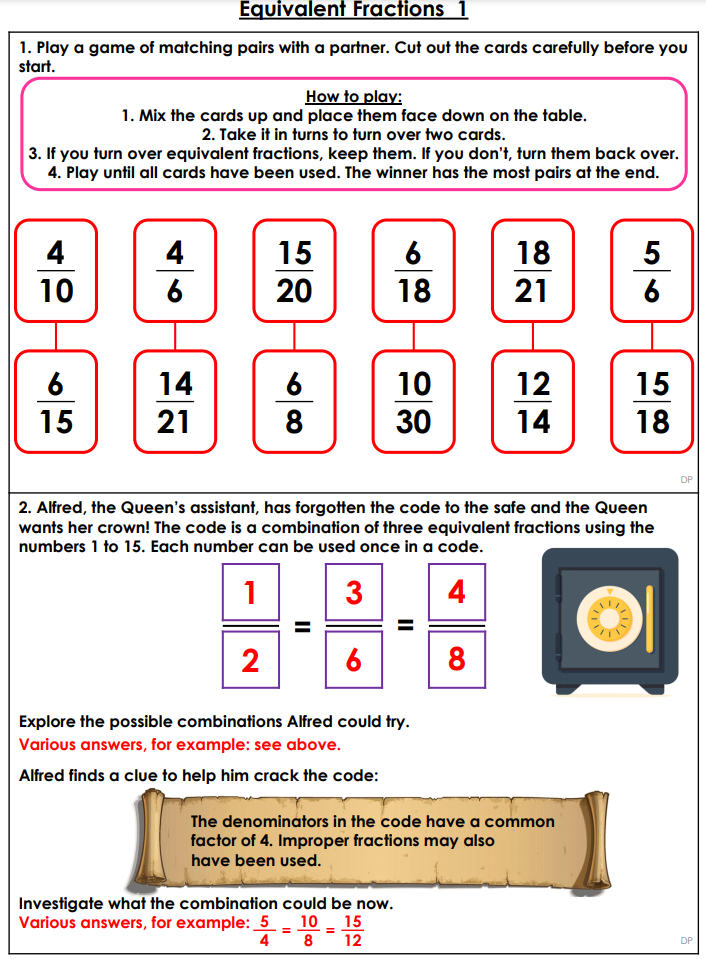 Equivalent Fractions 1
1. Play a game of matching pairs with a partner. Cut out the cards carefully before you
start.
How to play:
1. Mix the cards up and place them face down on the table.
2. Take it in turns to turn over two cards.
3. If you turn over equivalent fractions, keep them. If you don’t, turn them back over.
4. Play until all cards have been used. The winner has the most pairs at the end.
4 4 15 6 18 5
10 6 20 18 21 6
6 14 6 10 12 15
15 21 8 30 14 18
DP
2. Alfred, the Queen’s assistant, has forgotten the code to the safe and the Queen
wants her crown! The code is a combination of three equivalent fractions using the
numbers 1 to 15. Each number can be used once in a code.
1 3 4
= =
2 6 8
Explore the possible combinations Alfred could try.
Various answers, for example: see above.
Alfred finds a clue to help him crack the code:
The denominators in the code have a common
factor of 4. Improper fractions may also
have been used.
Investigate what the combination could be now.
Various answers, for example: 5/4 = 10/8 = 15/12
DP